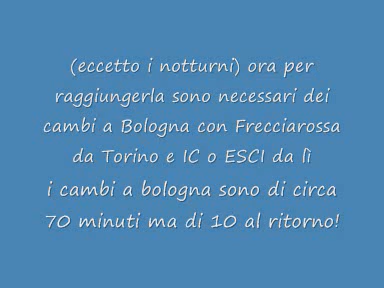 (eccetto i notturni) ora per
raggiungerla sono necessari dei
cambi a Bologna con Frecciarossa
da Torino e IC o ESCI da lì
i cambi a bologna sono di circa
70 minuti ma di 10 al ritorno!